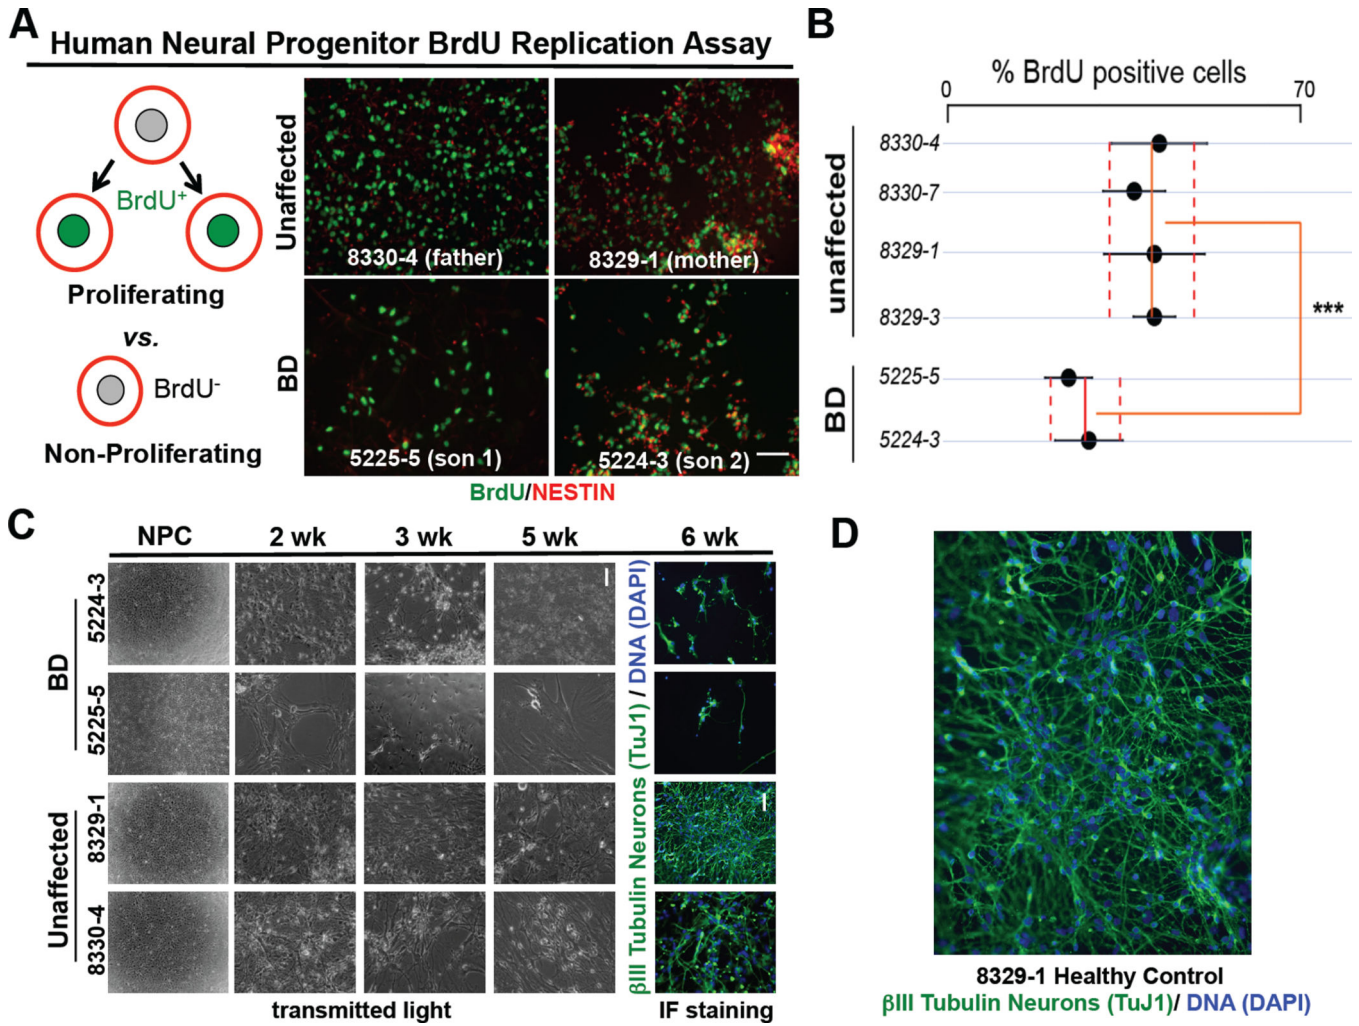 A
Human Neural Progenitor BrdU Replication Assay
BrdU+
Proliferating
vs.
BrdU-
Non-Proliferating
Unaffected
8330-4 (father)
8329-1 (mother)
BD
5225-5 (son 1)
5224-3 (son 2)
BrdU/NESTIN
B
% BrdU positive cells
0
70
unaffected
8330-4
8330-7
8329-1
8329-3
BD
5225-5
5224-3
***
C
NPC
2 wk
3 wk
5 wk
6 wk
BD
5224-3
5225-5
Unaffected
8329-1
8330-4
βIII Tubulin Neurons (TuJ1) / DNA (DAPI)
transmitted light
IF staining
D
8329-1 Healthy Control
βIII Tubulin Neurons (TuJ1)/ DNA (DAPI)